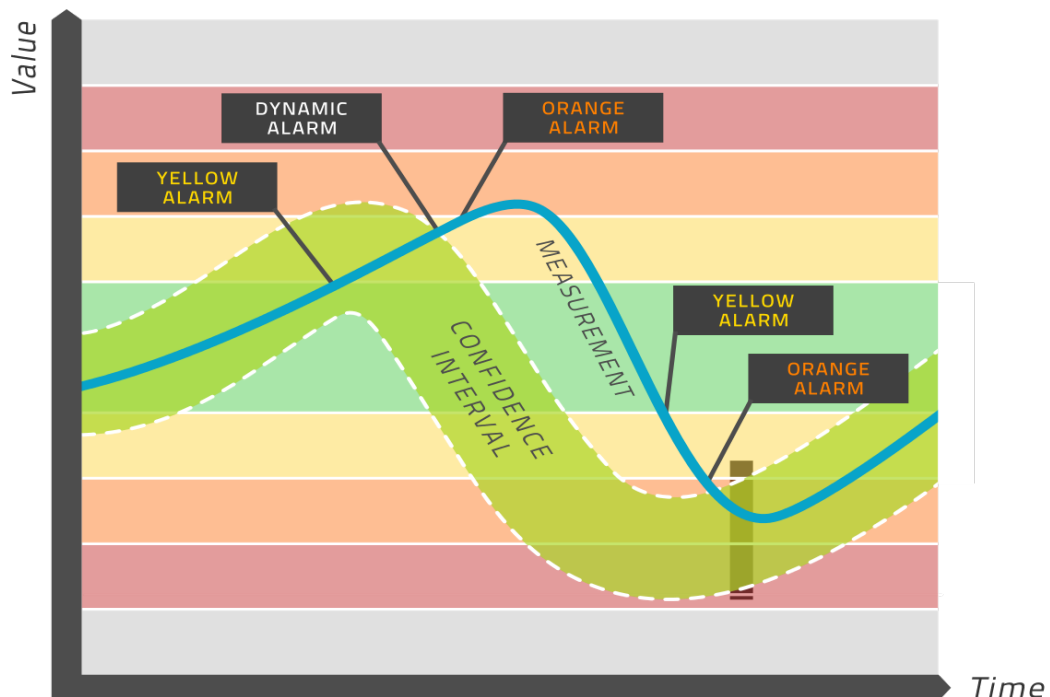 Value
DYNAMIC
ALARM
ORANGE
ALARM
YELLOW
ALARM
MEASUREMENT
YELLOW
ALARM
CONFIDENCE
INTERVAL
ORANGE
ALARM
Time